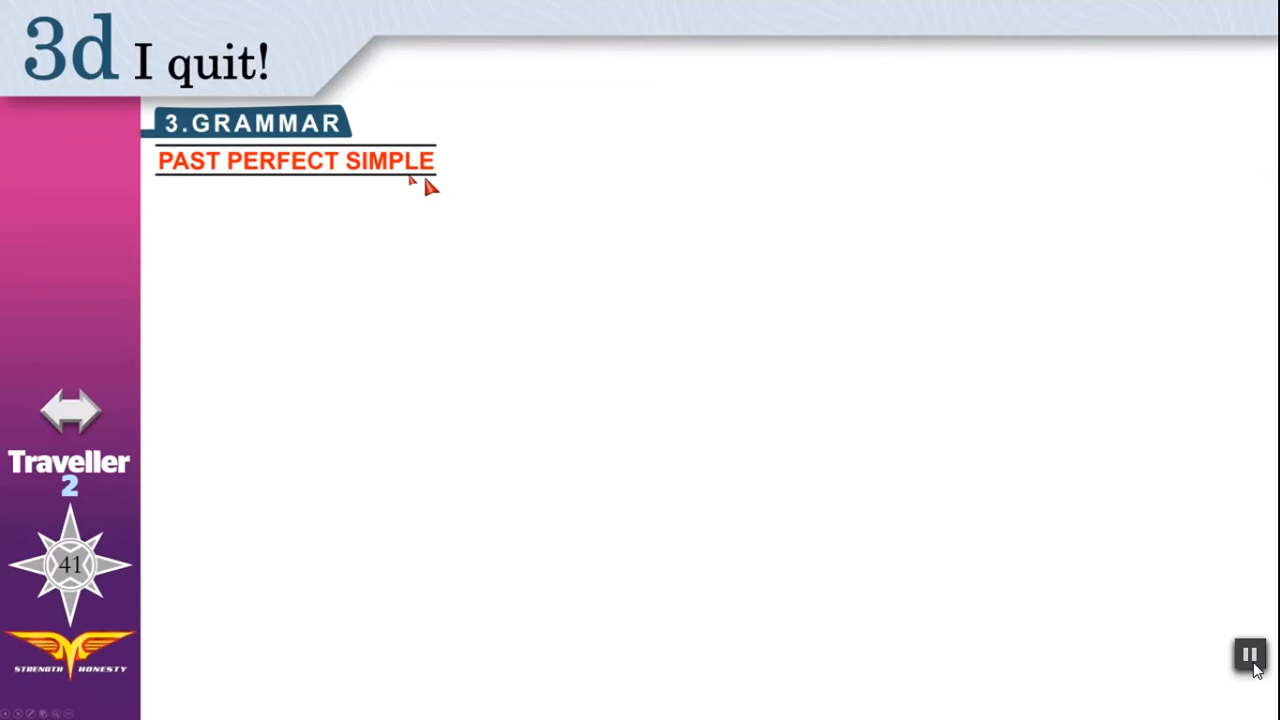 3d I quit!
3.GRAMMAR
PAST PERFECT SIMPLE
Traveller
2
41
STRENGTH HONESTY